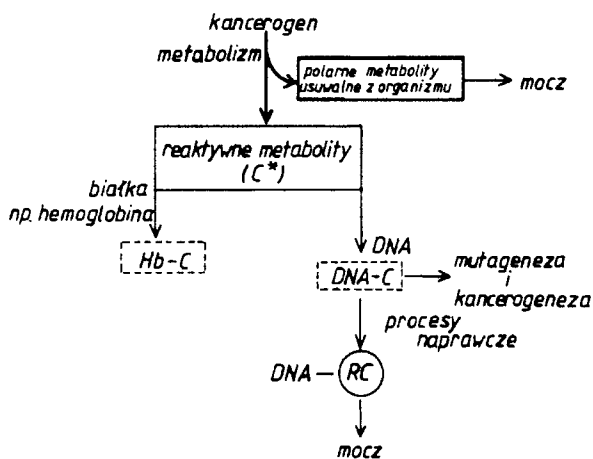 kancerogen
metabolizm
polarne metabolity
usuwalne z organizmu
mocz
reaktywne metabolity
(C*)
białka
np. hemoglobina
Hb-C
DNA
DNA-C
mutageneza
i
kancerogeneza
procesy
naprawcze
DNA — RC
mocz